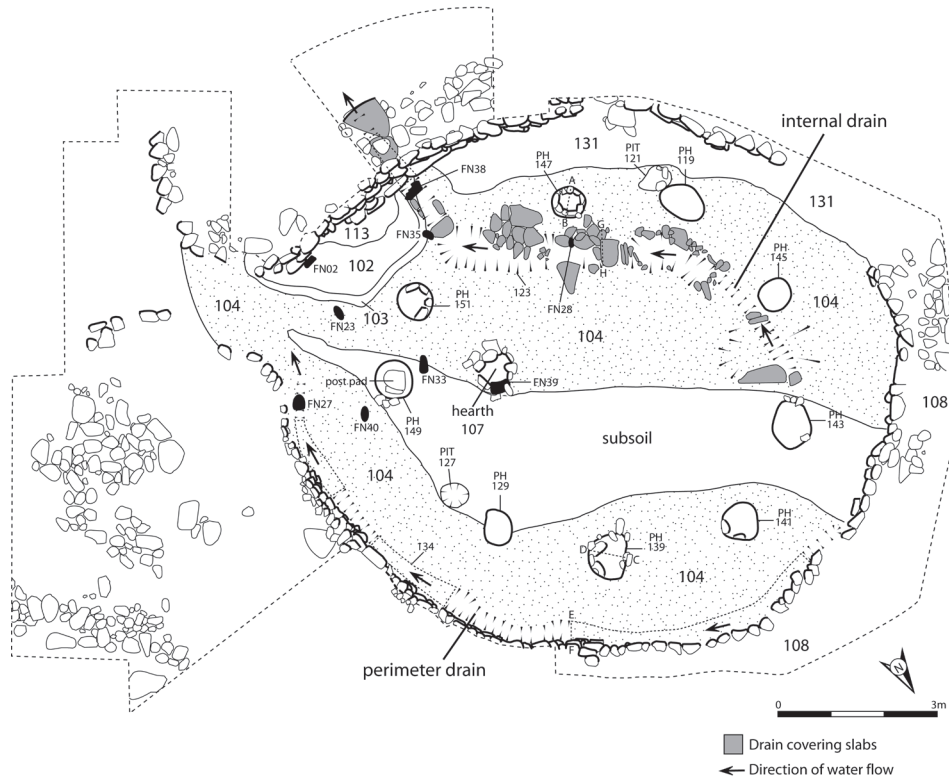 internal drain
131
PIT
121
PH
119
PH
147
A
B
FN38
131
113
FN35
G
H
PH
145
FN02
102
123
FN28
104
103
PH
151
104
104
FN23
post pad
FN33
FN39
hearth
107
108
FN27
FN40
PH
149
PH
143
subsoil
104
PIT
127
PH
129
PH
141
PH
139
D
C
134
104
E
F
perimeter drain
108
N
0
3m
Drain covering slabs
Direction of water flow